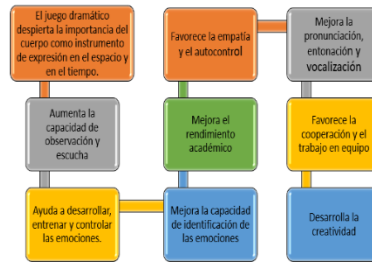 El juego dramático
despierta la importancia del
cuerpo como instrumento
de expresión en el espacio y
en el tiempo.
Aumenta la
capacidad de
observación y
escucha
Ayuda a desarrollar,
entrenar y controlar
las emociones.
Mejora la capacidad
de identificación de
las emociones
Mejora el
rendimiento
académico
Favorece la empatía
y el autocontrol
Mejora la
pronunciación,
entonación y
vocalización
Favorece la
cooperación y el
trabajo en equipo
Desarrolla la
creatividad